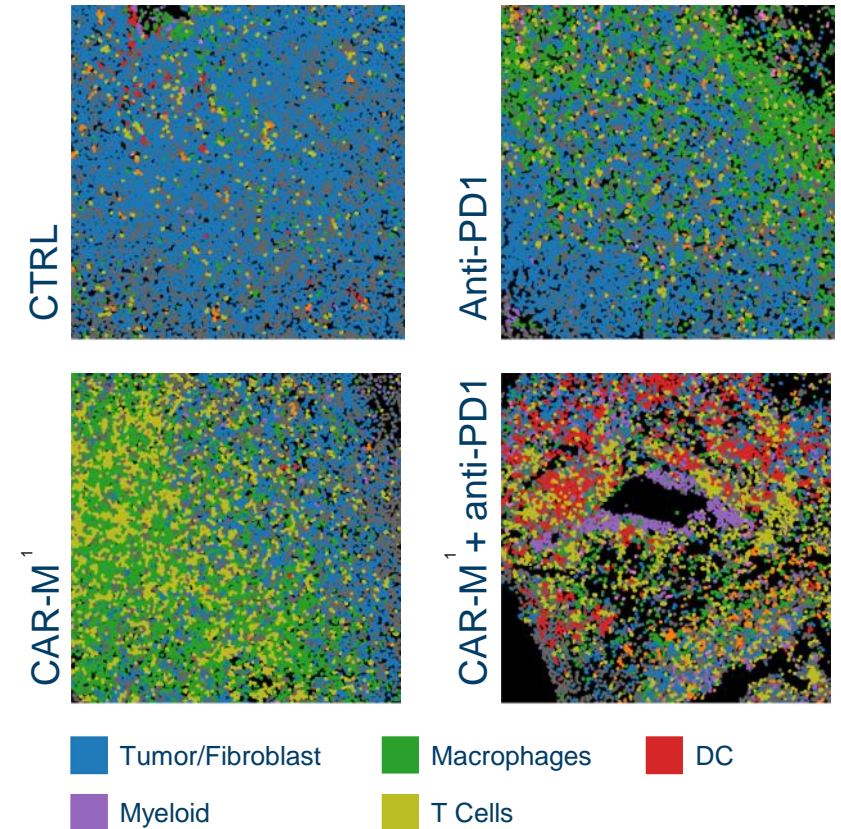 CTRL
Anti-PD1
CAR-M1
CAR-M1 + anti-PD1
Tumor/Fibroblast
Macrophages
DC
Myeloid
T Cells